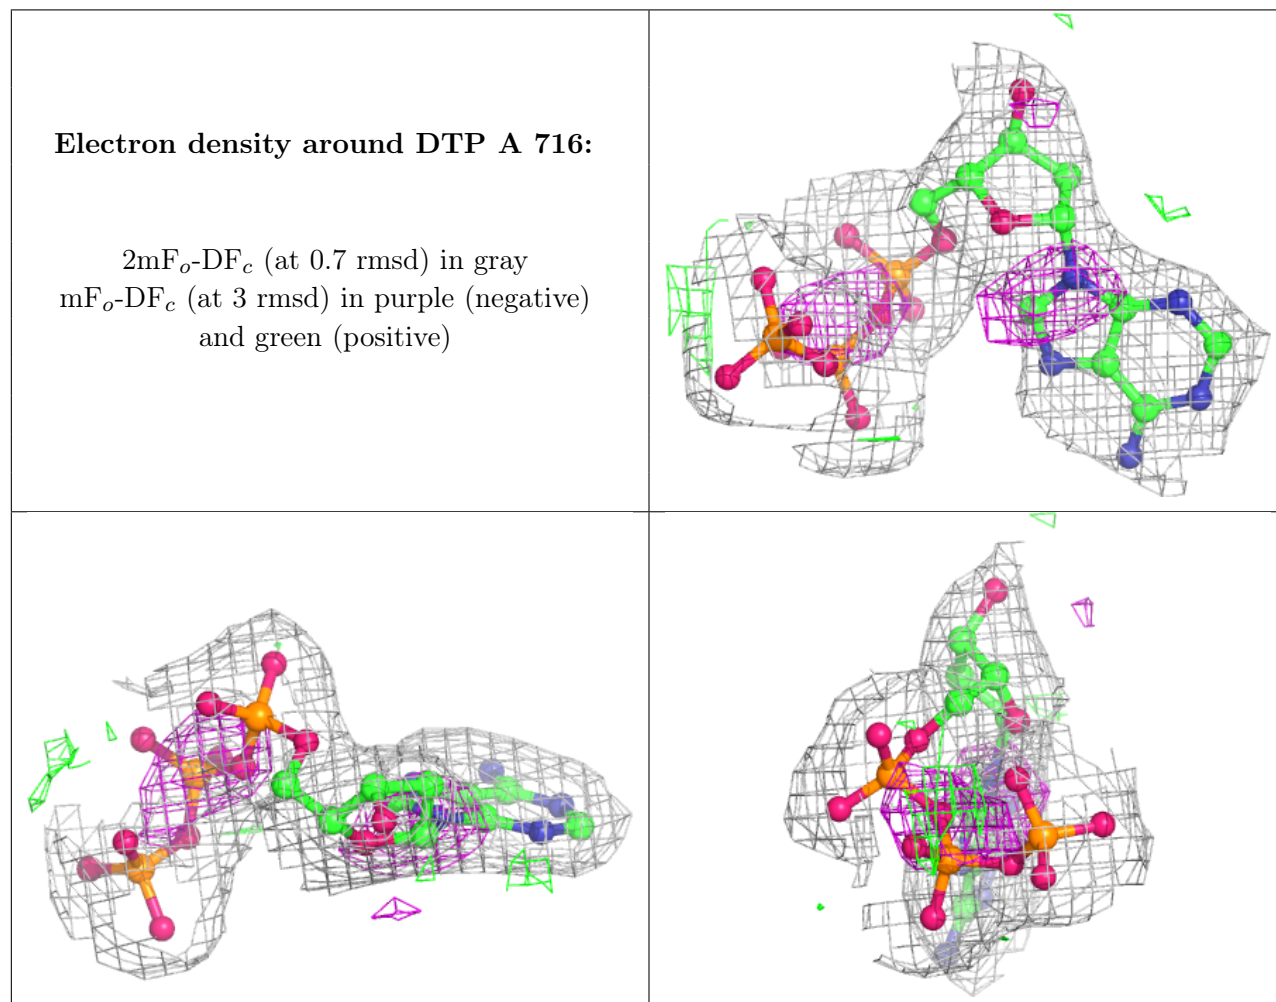 Electron density around DTP A 716:
2mFo-DFc (at 0.7 rmsd) in gray
mFo-DFc (at 3 rmsd) in purple (negative)
and green (positive)